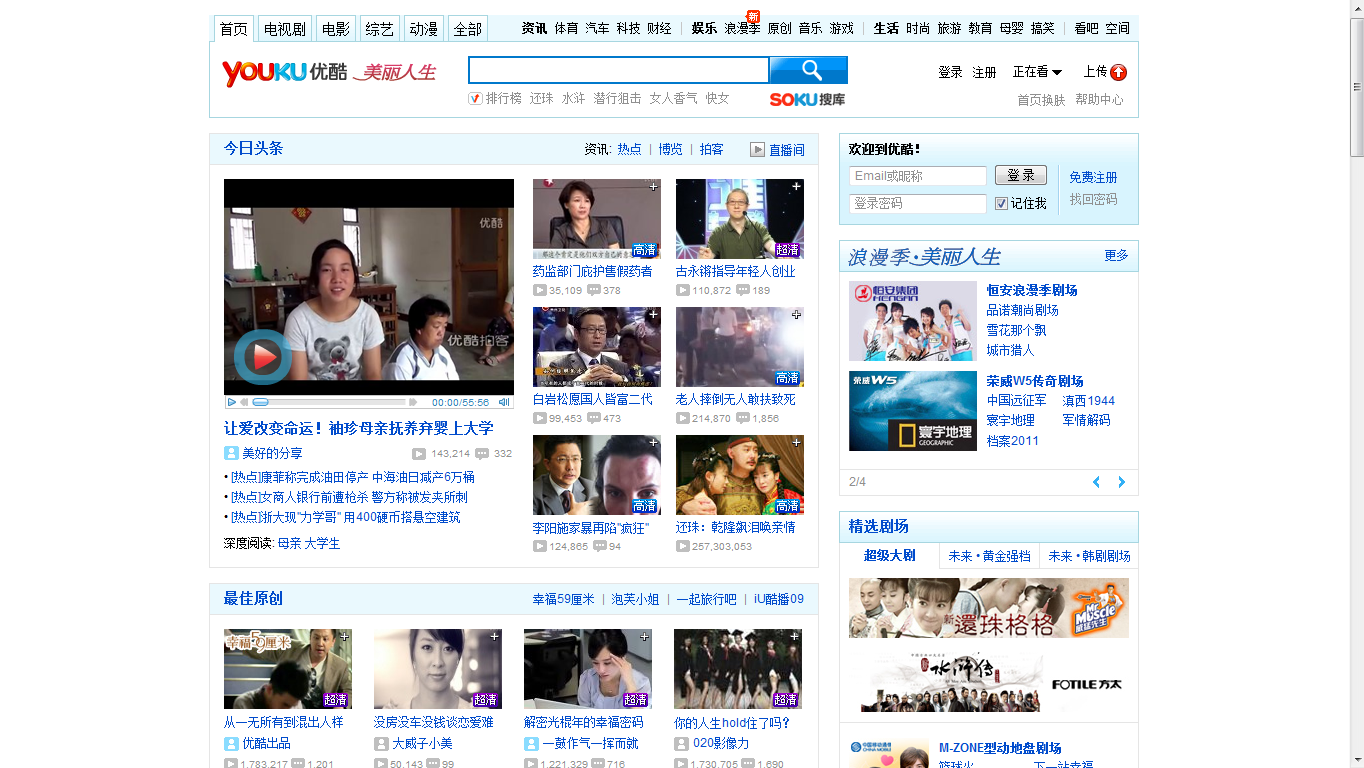 首页 电视剧 电影 综艺 动漫 全部 资讯 体育 汽车 科技 财经 娱乐 浪漫季 新 原创 音乐 游戏 生活 时尚 旅游 教育 母婴 搞笑 看吧 空间
YOUKU 优酷 美丽人生
登录 注册 正在看 上传
排行榜 还珠 水浒 潜行狙击 女人香气 快女 SOKU搜库 首页换肤 帮助中心
今日头条 资讯: 热点 | 博览 | 拍客 直播间
优酷
优酷拍客
00:00/55:56
让爱改变命运！袖珍母亲抚养弃婴上大学
美好的分享 143,214 332
• [热点]康菲称完成油田停产 中海油日减产6万桶
• [热点]女商人银行前遭枪杀 警方称被发夹所刺
• [热点]浙大现"力学哥" 用400硬币搭悬空建筑
深度阅读: 母亲 大学生
高清
药监部门庇护售假药者
35,109 378
超清
古永锵指导年轻人创业
110,872 189
白岩松愿国人皆富二代
99,453 473
高清
老人摔倒无人敢扶致死
214,870 1,856
高清
李阳施家暴再陷"疯狂"
124,865 94
高清
还珠：乾隆飙泪唤亲情
257,303,053
最佳原创 幸福59厘米 | 泡芙小姐 | 一起旅行吧 | iU酷播09
幸福59厘米
超清
从一无所有到混出人样
优酷出品
1,783,217 1,201
超清
没房没车没钱谈恋爱难
大威子小美
50,143 99
超清
解密光棍年的幸福密码
一鼓作气一挥而就
1,221,329 716
超清
你的人生hold住了吗?
020影像力
1,730,705 1,690
欢迎到优酷！
Email或昵称 登 录 免费注册
登录密码 记住我 找回密码
浪漫季·美丽人生 更多
恒安集团
HENGAN
恒安浪漫季剧场
品诺潮尚剧场
雪花那个飘
城市猎人
荣威 W5
寰宇地理
GEOGRAPHIC
荣威W5传奇剧场
中国远征军 滇西1944
寰宇地理 军情解码
档案2011
2/4
精选剧场
超级大剧 未来·黄金强档 未来·韩剧剧场
新還珠格格 Mr Muscle 威猛先生
新水浒传 FOTILE 方太
中国移动通信
CHINA MOBILE
M-ZONE型动地盘剧场
篮球火 下一站幸福